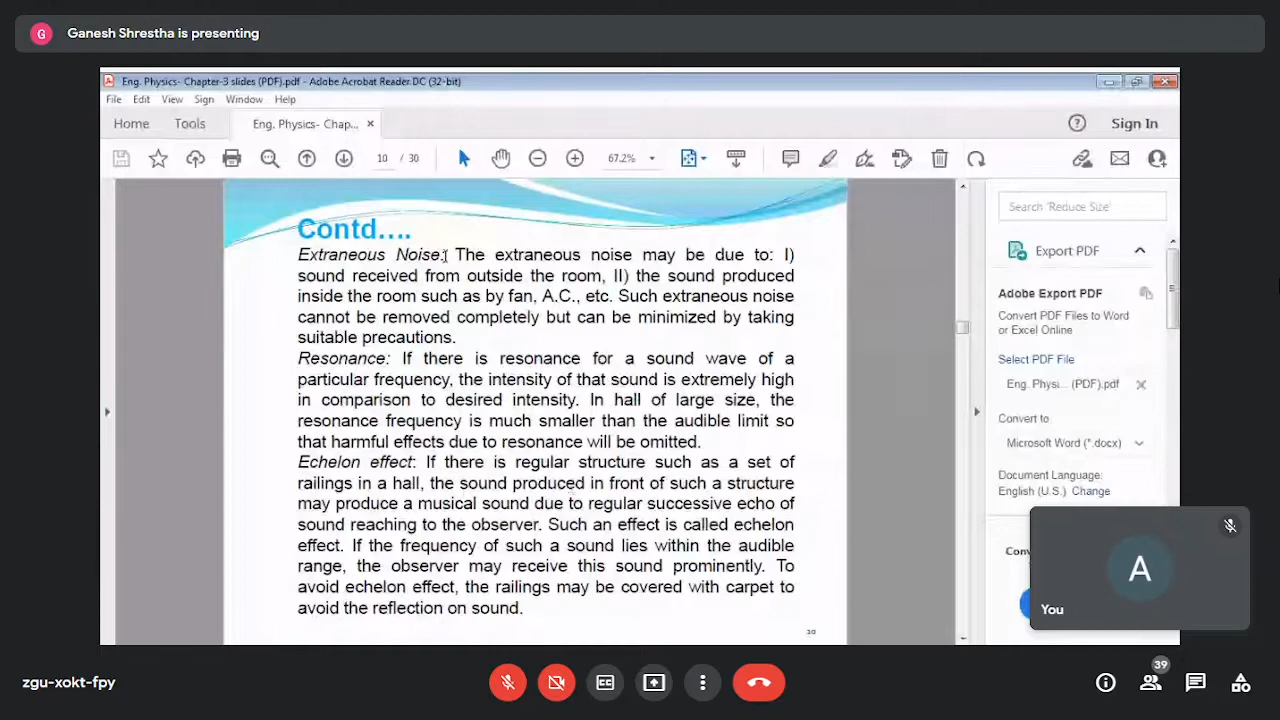 G Ganesh Shrestha is presenting
Eng. Physics- Chapter-3 slides (PDF).pdf - Adobe Acrobat Reader DC (32-bit)
File Edit View Sign Window Help
Home Tools Eng. Physics- Chap... × Sign In
10 / 30 67.2%
Search 'Reduce Size'
Export PDF
Adobe Export PDF
Convert PDF Files to Word
or Excel Online
Select PDF File
Eng. Physi... (PDF).pdf
Convert to
Microsoft Word (*.docx)
Document Language:
English (U.S.) Change
Contd....
Extraneous Noise: The extraneous noise may be due to: I)
sound received from outside the room, II) the sound produced
inside the room such as by fan, A.C., etc. Such extraneous noise
cannot be removed completely but can be minimized by taking
suitable precautions.
Resonance: If there is resonance for a sound wave of a
particular frequency, the intensity of that sound is extremely high
in comparison to desired intensity. In hall of large size, the
resonance frequency is much smaller than the audible limit so
that harmful effects due to resonance will be omitted.
Echelon effect: If there is regular structure such as a set of
railings in a hall, the sound produced in front of such a structure
may produce a musical sound due to regular successive echo of
sound reaching to the observer. Such an effect is called echelon
effect. If the frequency of such a sound lies within the audible
range, the observer may receive this sound prominently. To
avoid echelon effect, the railings may be covered with carpet to
avoid the reflection on sound.
A
You
zgu-xokt-fpy
CC
39